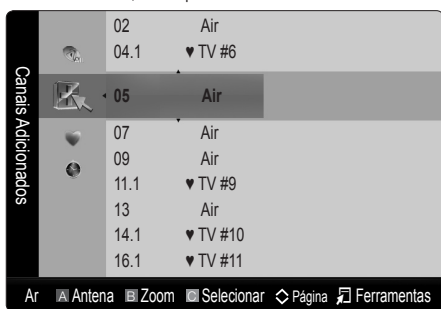 Canais Adicionados
02 Air
04.1 ♥ TV #6
05 Air
07 Air
09 Air
11.1 ♥ TV #9
13 Air
14.1 ♥ TV #10
16.1 ♥ TV #11
Ar A Antena B Zoom C Selecionar Página Ferramentas